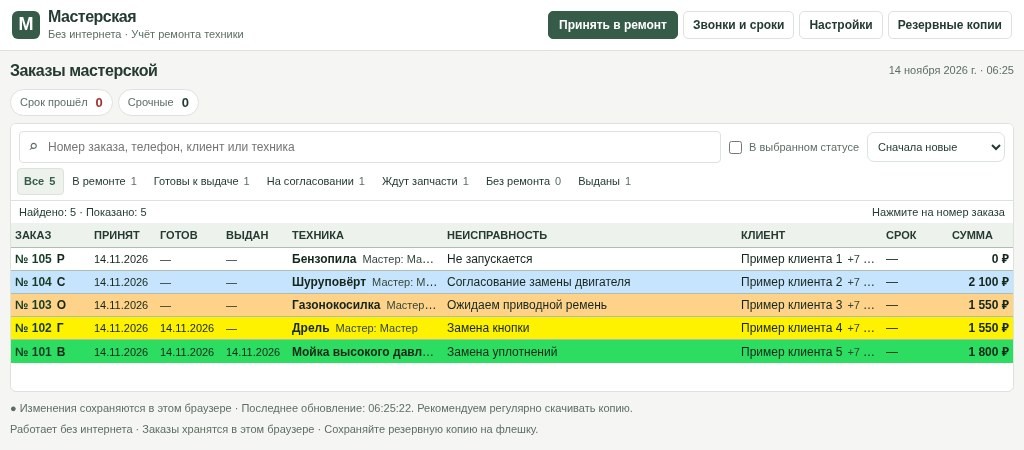 М Мастерская
Без интернета · Учёт ремонта техники
Принять в ремонт Звонки и сроки Настройки Резервные копии
Заказы мастерской 14 ноября 2026 г. · 06:25
Срок прошёл 0 Срочные 0
Номер заказа, телефон, клиент или техника В выбранном статусе Сначала новые
Все 5 В ремонте 1 Готовы к выдаче 1 На согласовании 1 Ждут запчасти 1 Без ремонта 0 Выданы 1
Найдено: 5 · Показано: 5 Нажмите на номер заказа
ЗАКАЗ ПРИНЯТ ГОТОВ ВЫДАН ТЕХНИКА НЕИСПРАВНОСТЬ КЛИЕНТ СРОК СУММА
№ 105 Р 14.11.2026 — — Бензопила Мастер: Ма… Не запускается Пример клиента 1 +7 … — 0 ₽
№ 104 С 14.11.2026 — — Шуруповёрт Мастер: М… Согласование замены двигателя Пример клиента 2 +7 … — 2 100 ₽
№ 103 О 14.11.2026 — — Газонокосилка Мастер… Ожидаем приводной ремень Пример клиента 3 +7 … — 1 550 ₽
№ 102 Г 14.11.2026 14.11.2026 — Дрель Мастер: Мастер Замена кнопки Пример клиента 4 +7 … — 1 550 ₽
№ 101 В 14.11.2026 14.11.2026 14.11.2026 Мойка высокого давл… Замена уплотнений Пример клиента 5 +7 … — 1 800 ₽
● Изменения сохраняются в этом браузере · Последнее обновление: 06:25:22. Рекомендуем регулярно скачивать копию.
Работает без интернета · Заказы хранятся в этом браузере · Сохраняйте резервную копию на флешку.